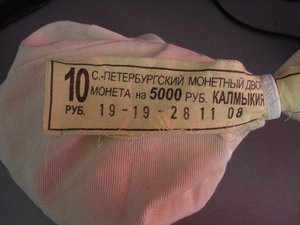 10 РУБ.
С.-ПЕТЕРБУРГСКИЙ МОНЕТНЫЙ ДВОР
МОНЕТА на 5000 РУБ. КАЛМЫКИЯ
19-19-28 11 08